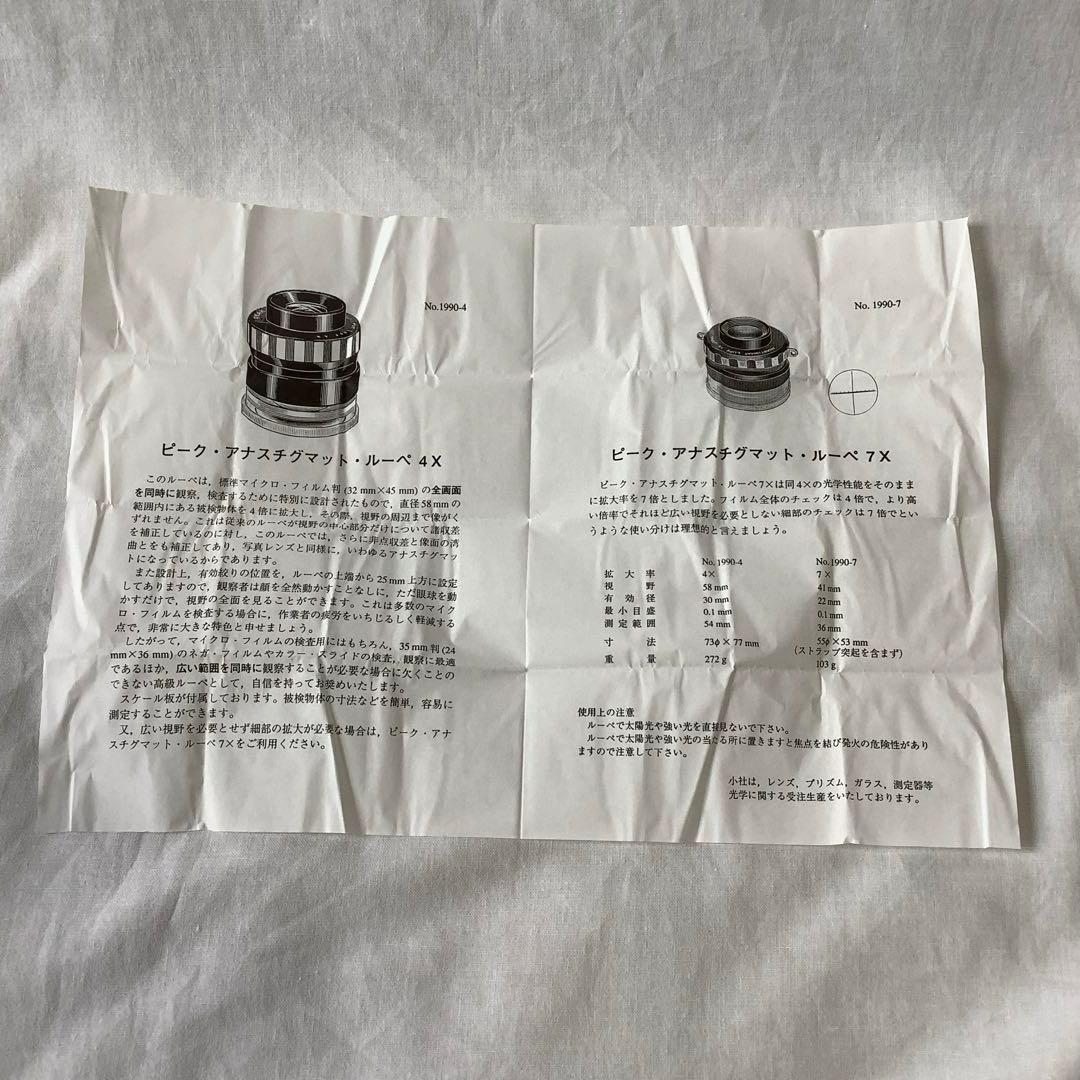 No.1990-4
ピーク・アナスチグマット・ルーペ 4X
このルーペは，標準マイクロ・フィルム判 (32 mm×45 mm) の全画面
を同時に観察，検査するために特別に設計されたもので，直径58 mmの
範囲内にある被検物体を4倍に拡大し，その際，視野の周辺まで像がく
ずれません。これは従来のルーペが視野の中心部分だけについて諸収差
を補正しているのに対し，このルーペでは，さらに非点収差と像面の湾
曲とをも補正してあり，写真レンズと同様に，いわゆるアナスチグマッ
トになっているからであります。
また設計上，有効絞りの位置を，ルーペの上端から25 mm上方に設定
してありますので，観察者は顔を全然動かすことなしに，ただ眼球を動
かすだけで，視野の全面を見ることができます。これは多数のマイク
ロ・フィルムを検査する場合に，作業者の疲労をいちじるしく軽減する
点で，非常に大きな特色と申せましょう。
したがって，マイクロ・フィルムの検査用にはもちろん，35 mm判 (24
mm×36 mm) のネガ・フィルムやカラー・スライドの検査，観察に最適
であるほか，広い範囲を同時に観察することが必要な場合に欠くことの
できない高級ルーペとして，自信を持ってお奨めいたします。
スケール板が付属しております。被検物体の寸法などを簡単，容易に
測定することができます。
又，広い視野を必要とせず細部の拡大が必要な場合は，ピーク・アナ
スチグマット・ルーペ7×をご利用ください。
No. 1990-7
ピーク・アナスチグマット・ルーペ 7X
ピーク・アナスチグマット・ルーペ7×は同4×の光学性能をそのまま
に拡大率を7倍としました。フィルム全体のチェックは4倍で，より高
い倍率でそれほど広い視野を必要としない細部のチェックは7倍でとい
うような使い分けは理想的と言えましょう。
No. 1990-4 No. 1990-7
拡大率 4× 7×
視野 58 mm 41 mm
有効径 30 mm 22 mm
最小目盛 0.1 mm 0.1 mm
測定範囲 54 mm 36 mm
寸法 73φ×77 mm 55φ×53 mm
(ストラップ突起を含まず)
重量 272 g 103 g
使用上の注意
ルーペで太陽光や強い光を直接見ないで下さい。
ルーペで太陽光や強い光の当たる所に置きますと焦点を結び発火の危険性があり
ますので注意して下さい。
小社は，レンズ，プリズム，ガラス，測定器等
光学に関する受注生産をいたしております。